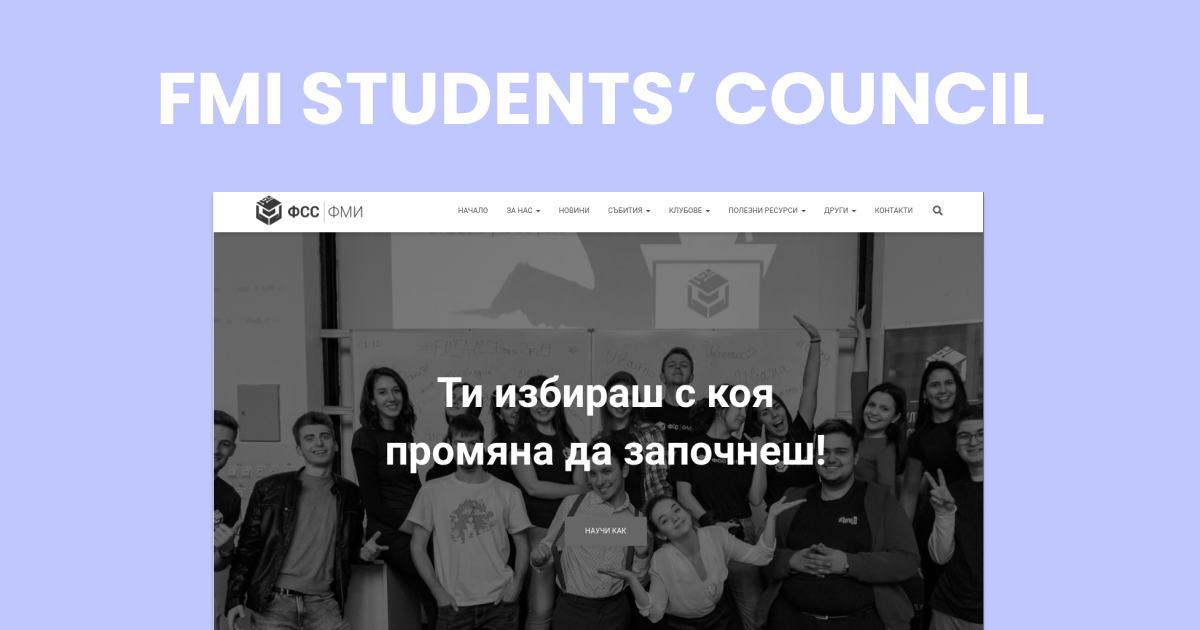 FMI STUDENTS’ COUNCIL
ФСС | ФМИ
НАЧАЛО ЗА НАС НОВИНИ СЪБИТИЯ КЛУБОВЕ ПОЛЕЗНИ РЕСУРСИ ДРУГИ КОНТАКТИ
Ти избираш с коя
промяна да започнеш!
НАУЧИ КАК